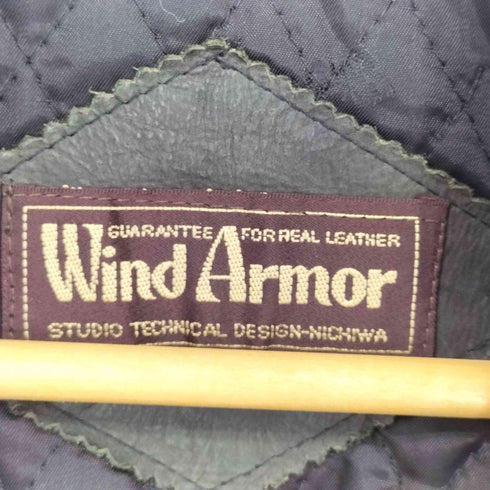 GUARANTEE FOR REAL LEATHER
Wind Armor
STUDIO TECHNICAL DESIGN-NICHIWA